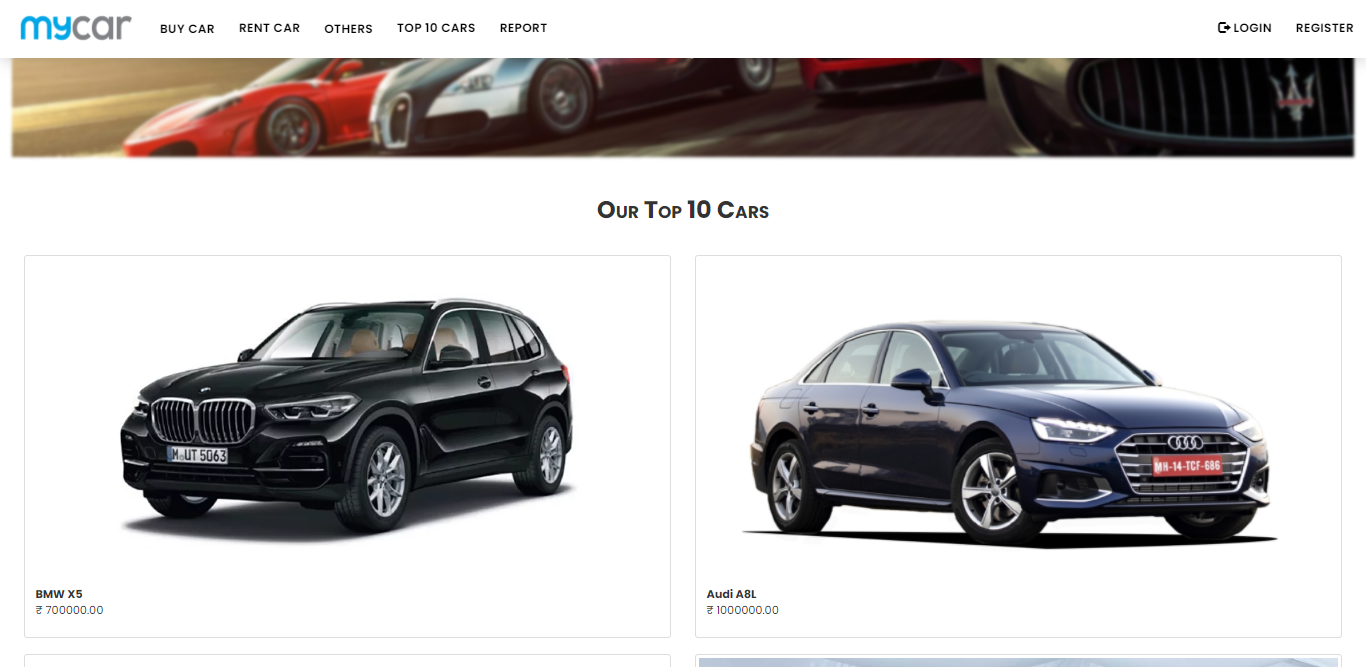 mycar
BUY CAR
RENT CAR
OTHERS
TOP 10 CARS
REPORT
LOGIN
REGISTER
Our Top 10 Cars
M UT 5063
MH-14-TCF-686
BMW X5
₹ 700000.00
Audi A8L
₹ 1000000.00